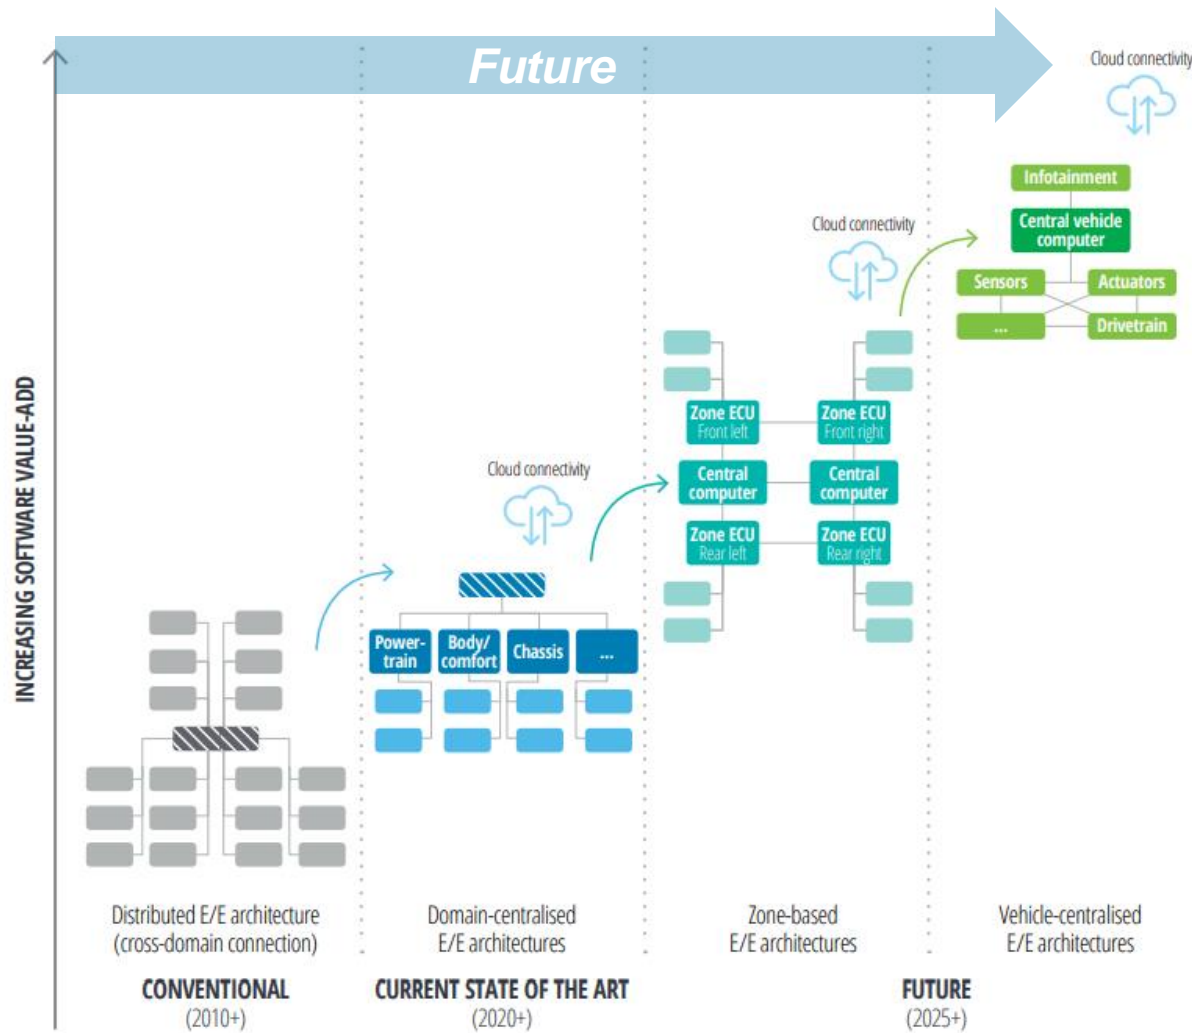 Future
Cloud connectivity
Infotainment
Central vehicle
computer
Sensors
Actuators
...
Drivetrain
Cloud connectivity
Zone ECU
Front left
Zone ECU
Front right
Central
computer
Central
computer
Zone ECU
Rear left
Zone ECU
Rear right
Cloud connectivity
Power-
train
Body/
comfort
Chassis
...
INCREASING SOFTWARE VALUE-ADD
Distributed E/E architecture
(cross-domain connection)
Domain-centralised
E/E architectures
Zone-based
E/E architectures
Vehicle-centralised
E/E architectures
CONVENTIONAL
(2010+)
CURRENT STATE OF THE ART
(2020+)
FUTURE
(2025+)